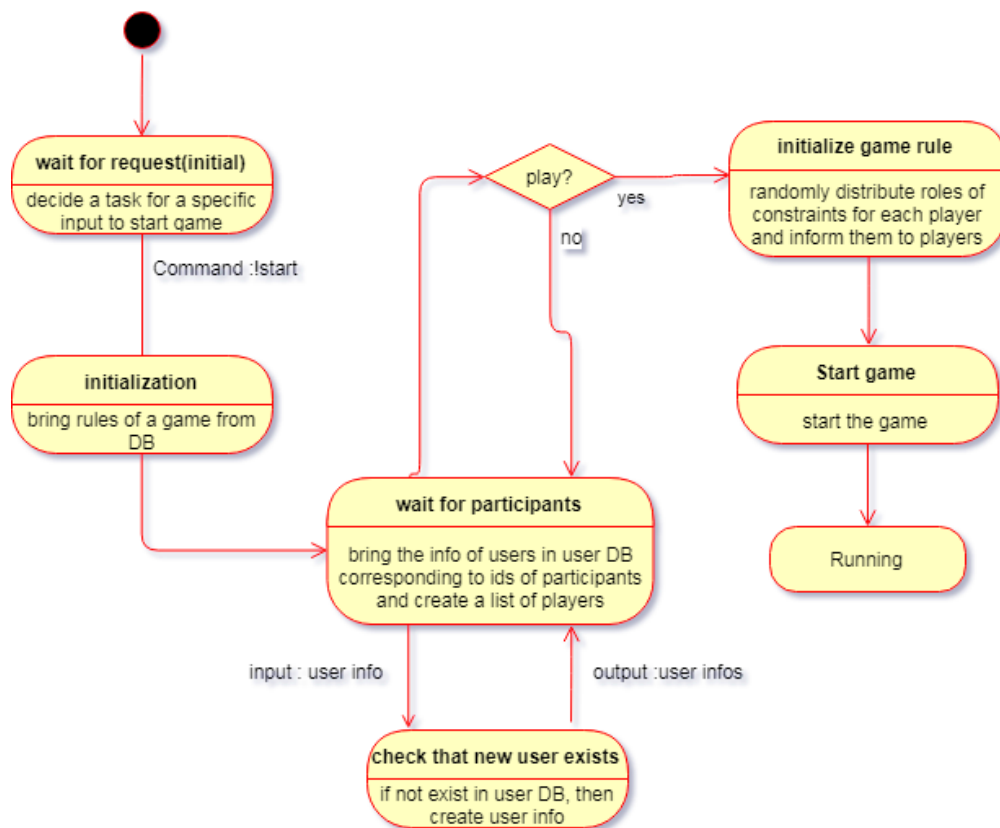 wait for request(initial)
decide a task for a specific
input to start game
Command :!start
initialization
bring rules of a game from
DB
play?
yes
no
initialize game rule
randomly distribute roles of
constraints for each player
and inform them to players
Start game
start the game
Running
wait for participants
bring the info of users in user DB
corresponding to ids of participants
and create a list of players
input : user info
output :user infos
check that new user exists
if not exist in user DB, then
create user info